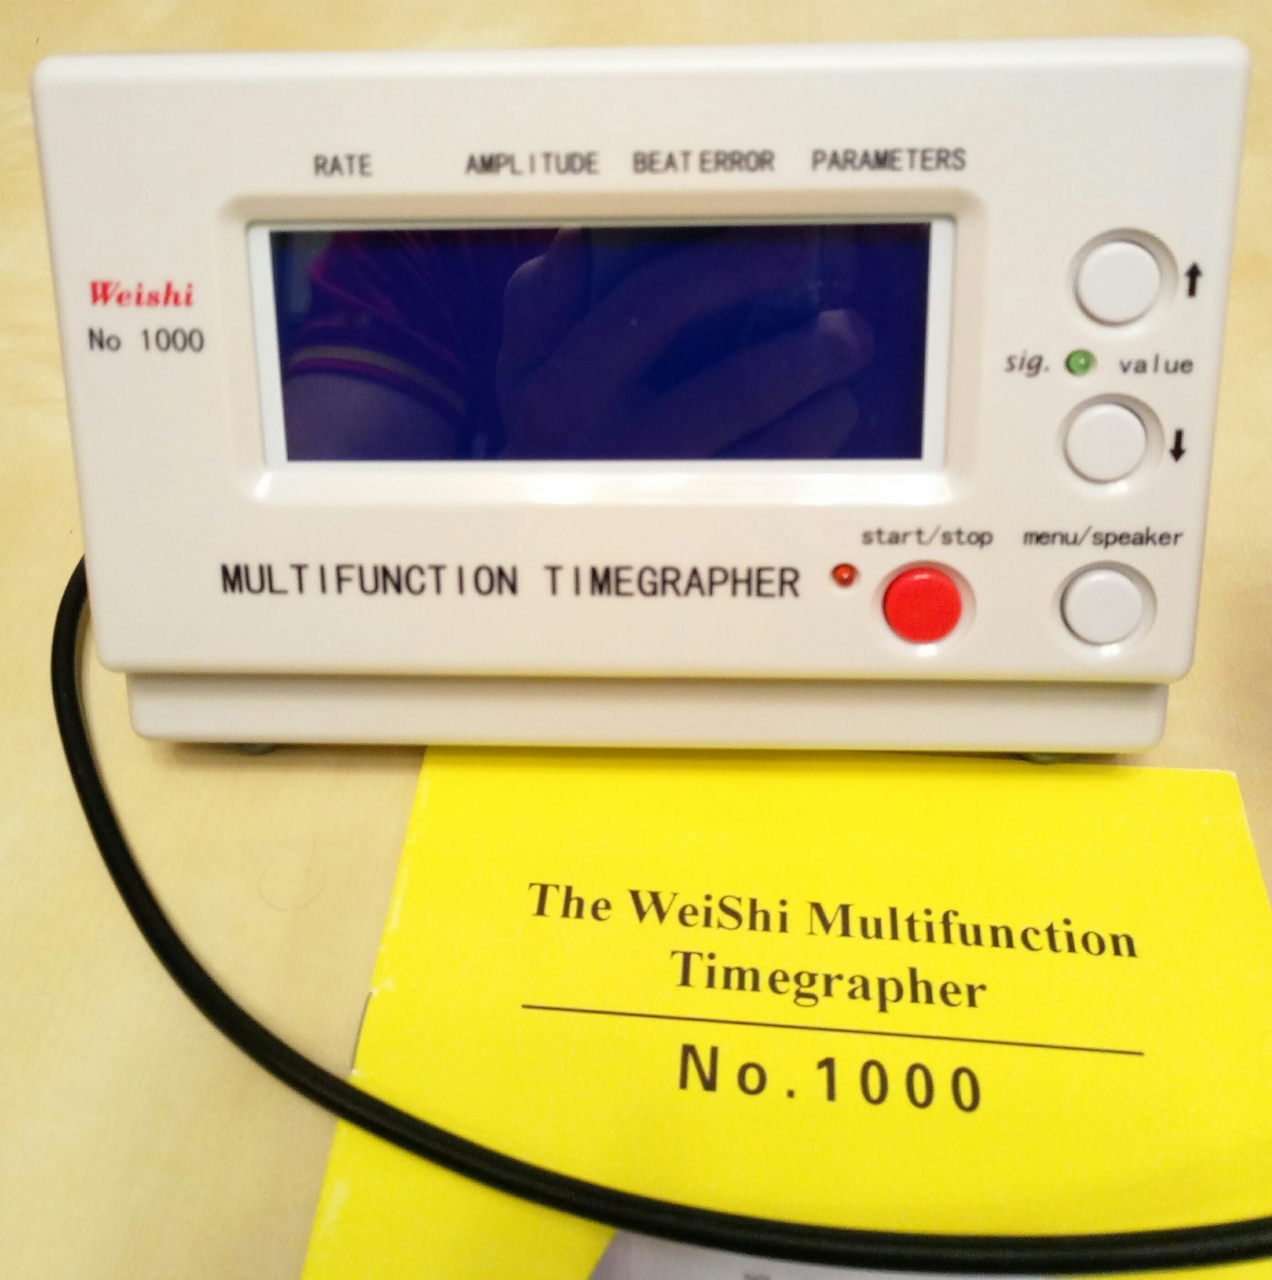 RATE AMPLITUDE BEAT ERROR PARAMETERS
Weishi
No 1000
sig. value
start/stop menu/speaker
MULTIFUNCTION TIMEGRAPHER
The WeiShi Multifunction
Timegrapher
No.1000